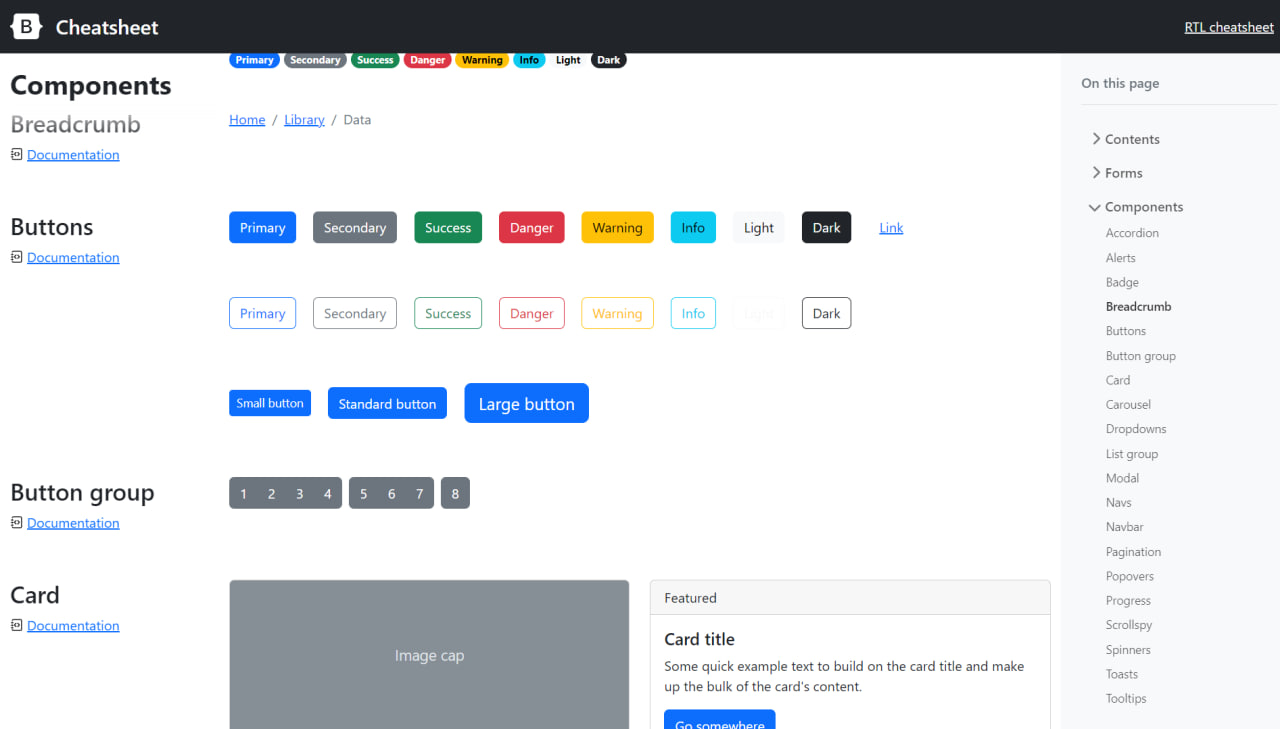 B Cheatsheet
RTL cheatsheet
Primary Secondary Success Danger Warning Info Light Dark
Components
Breadcrumb
Documentation
Home / Library / Data
Buttons
Documentation
Primary Secondary Success Danger Warning Info Light Dark Link
Primary Secondary Success Danger Warning Info Light Dark
Small button Standard button Large button
Button group
Documentation
1 2 3 4 5 6 7 8
Card
Documentation
Image cap
Featured
Card title
Some quick example text to build on the card title and make
up the bulk of the card's content.
Go somewhere
On this page
Contents
Forms
Components
Accordion
Alerts
Badge
Breadcrumb
Buttons
Button group
Card
Carousel
Dropdowns
List group
Modal
Navs
Navbar
Pagination
Popovers
Progress
Scrollspy
Spinners
Toasts
Tooltips